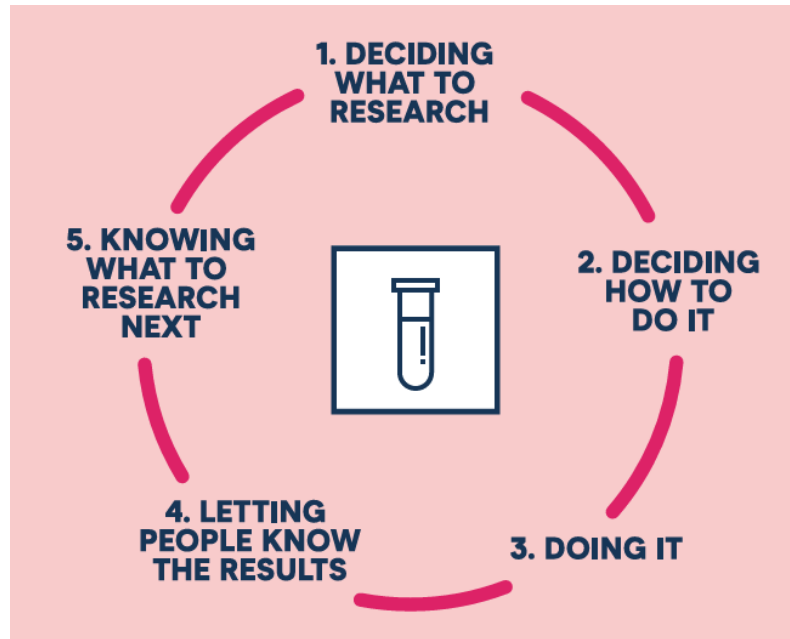 1. DECIDING
WHAT TO
RESEARCH
2. DECIDING
HOW TO
DO IT
3. DOING IT
4. LETTING
PEOPLE KNOW
THE RESULTS
5. KNOWING
WHAT TO
RESEARCH
NEXT